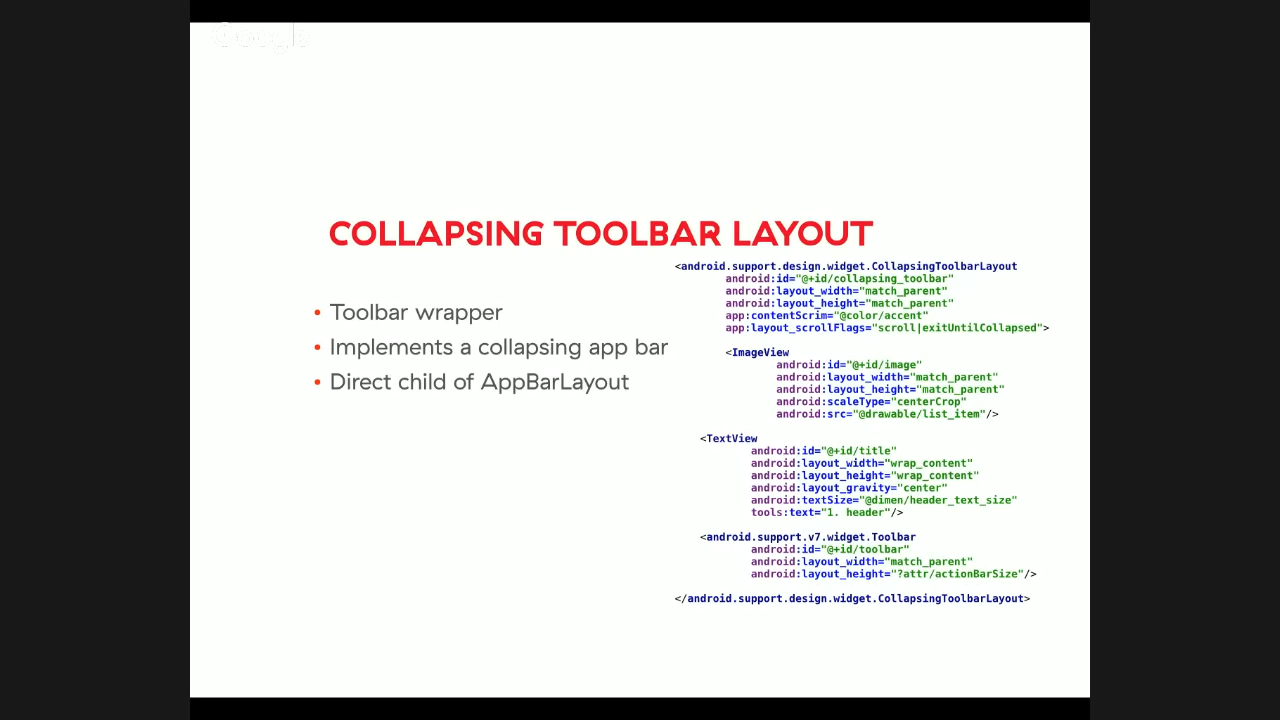 Google
COLLAPSING TOOLBAR LAYOUT
• Toolbar wrapper
• Implements a collapsing app bar
• Direct child of AppBarLayout
<android.support.design.widget.CollapsingToolbarLayout
android:id="@+id/collapsing_toolbar"
android:layout_width="match_parent"
android:layout_height="match_parent"
app:contentScrim="@color/accent"
app:layout_scrollFlags="scroll|exitUntilCollapsed">
<ImageView
android:id="@+id/image"
android:layout_width="match_parent"
android:layout_height="match_parent"
android:scaleType="centerCrop"
android:src="@drawable/list_item"/>
<TextView
android:id="@+id/title"
android:layout_width="wrap_content"
android:layout_height="wrap_content"
android:layout_gravity="center"
android:textSize="@dimen/header_text_size"
tools:text="1. header"/>
<android.support.v7.widget.Toolbar
android:id="@+id/toolbar"
android:layout_width="match_parent"
android:layout_height="?attr/actionBarSize"/>
</android.support.design.widget.CollapsingToolbarLayout>